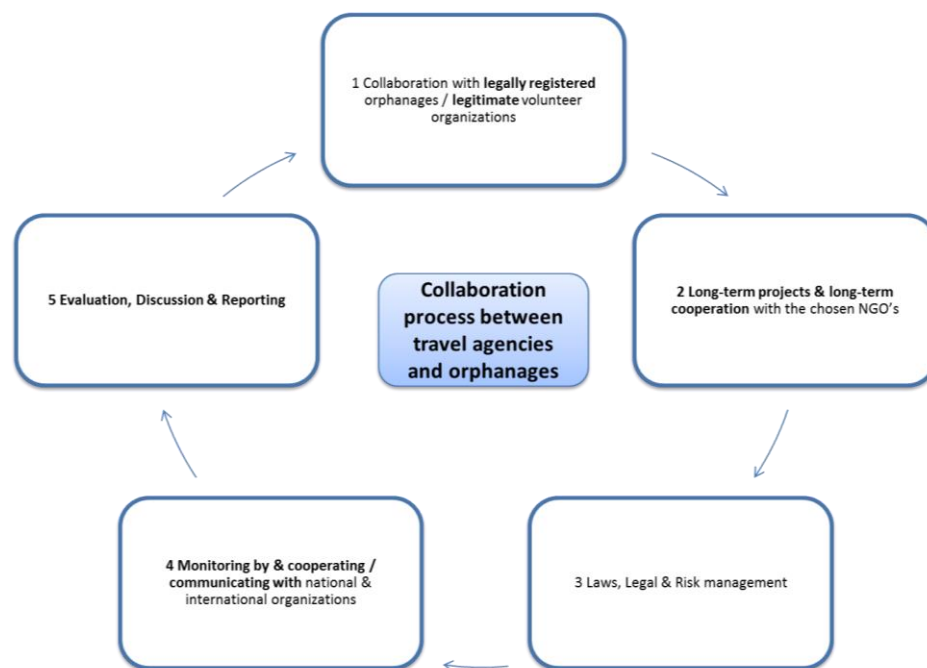 1 Collaboration with legally registered
orphanages / legitimate volunteer
organizations
5 Evaluation, Discussion & Reporting
Collaboration
process between
travel agencies
and orphanages
2 Long-term projects & long-term
cooperation with the chosen NGO's
4 Monitoring by & cooperating /
communicating with national &
international organizations
3 Laws, Legal & Risk management